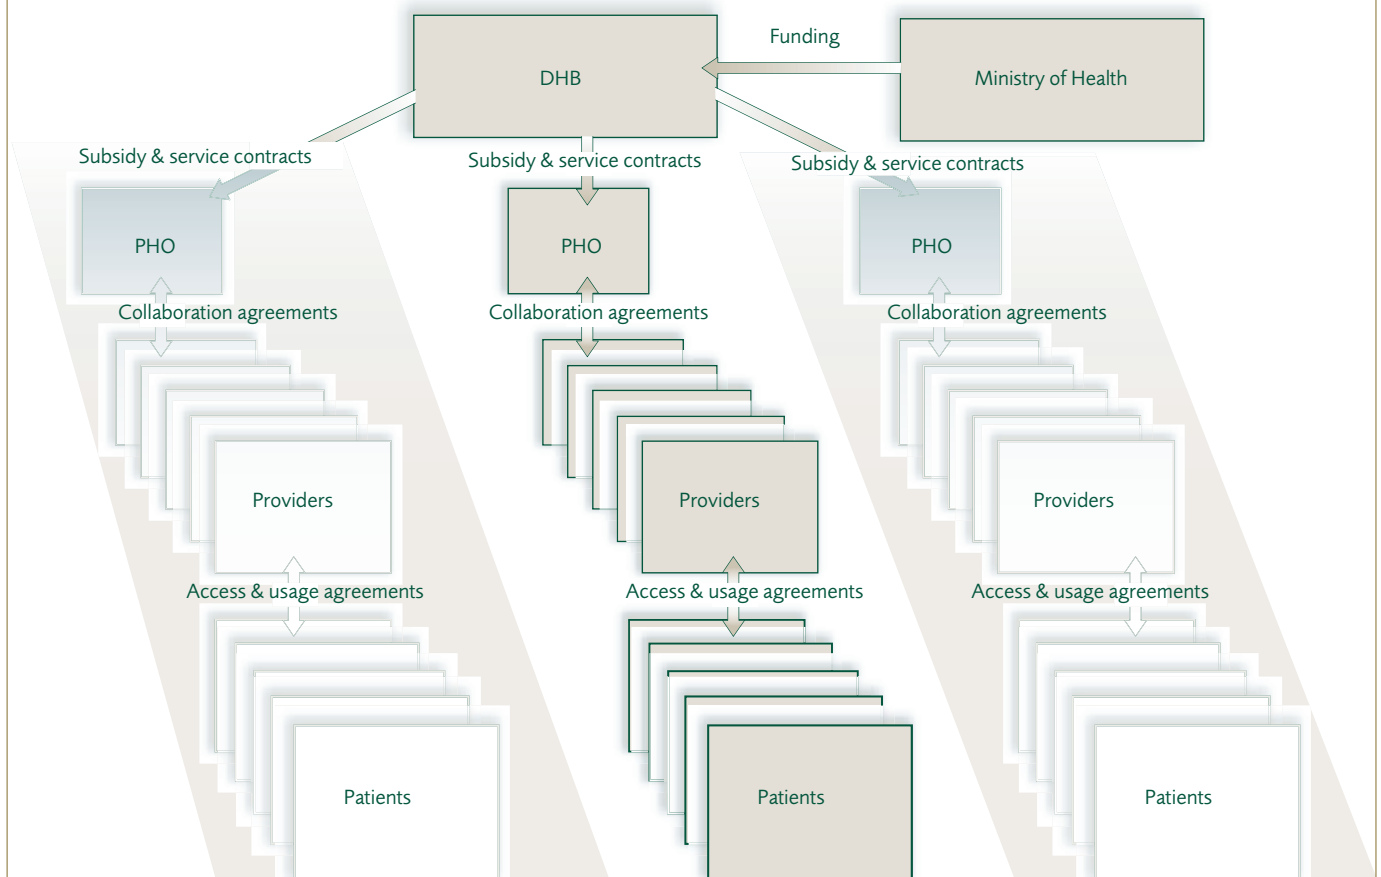 Funding
DHB
Ministry of Health
Subsidy & service contracts
Subsidy & service contracts
Subsidy & service contracts
PHO
PHO
PHO
Collaboration agreements
Collaboration agreements
Collaboration agreements
Providers
Providers
Providers
Access & usage agreements
Access & usage agreements
Access & usage agreements
Patients
Patients
Patients